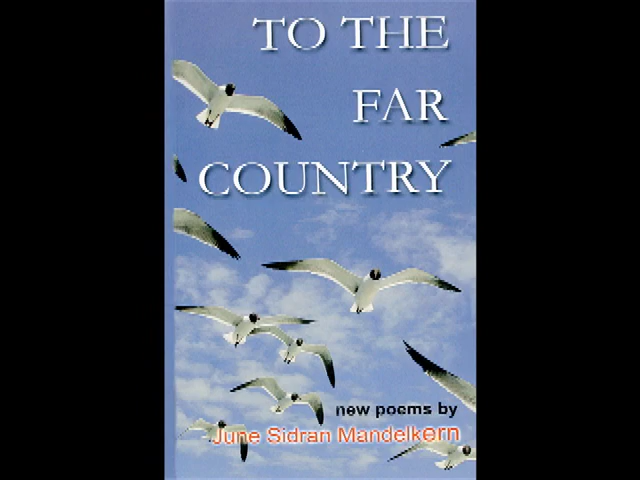 TO THE
FAR
COUNTRY
new poems by
June Sidran Mandelkern